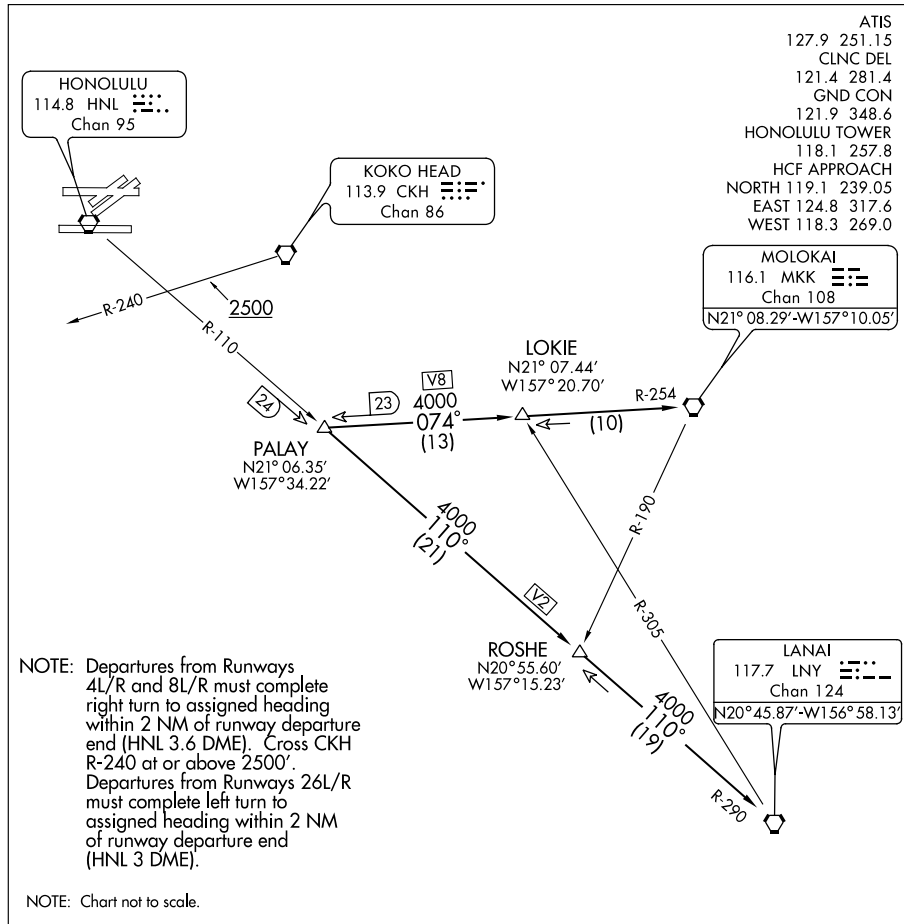 ATIS
127.9 251.15
CLNC DEL
121.4 281.4
GND CON
121.9 348.6
HONOLULU TOWER
118.1 257.8
HCF APPROACH
NORTH 119.1 239.05
EAST 124.8 317.6
WEST 118.3 269.0
HONOLULU
114.8 HNL
Chan 95
KOKO HEAD
113.9 CKH
Chan 86
MOLOKAI
116.1 MKK
Chan 108
N21° 08.29'-W157°10.05'
R-240
2500
R-110
LOKIE
N21° 07.44'
W157°20.70'
V8
4000
074°
(13)
24
23
R-254
(10)
PALAY
N21° 06.35'
W157°34.22'
4000
110°
(21)
V2
R-190
R-305
ROSHE
N20°55.60'
W157°15.23'
4000
110°
(19)
R-290
LANAI
117.7 LNY
Chan 124
N20°45.87'-W156°58.13'
NOTE: Departures from Runways
4L/R and 8L/R must complete
right turn to assigned heading
within 2 NM of runway departure
end (HNL 3.6 DME). Cross CKH
R-240 at or above 2500'.
Departures from Runways 26L/R
must complete left turn to
assigned heading within 2 NM
of runway departure end
(HNL 3 DME).
NOTE: Chart not to scale.